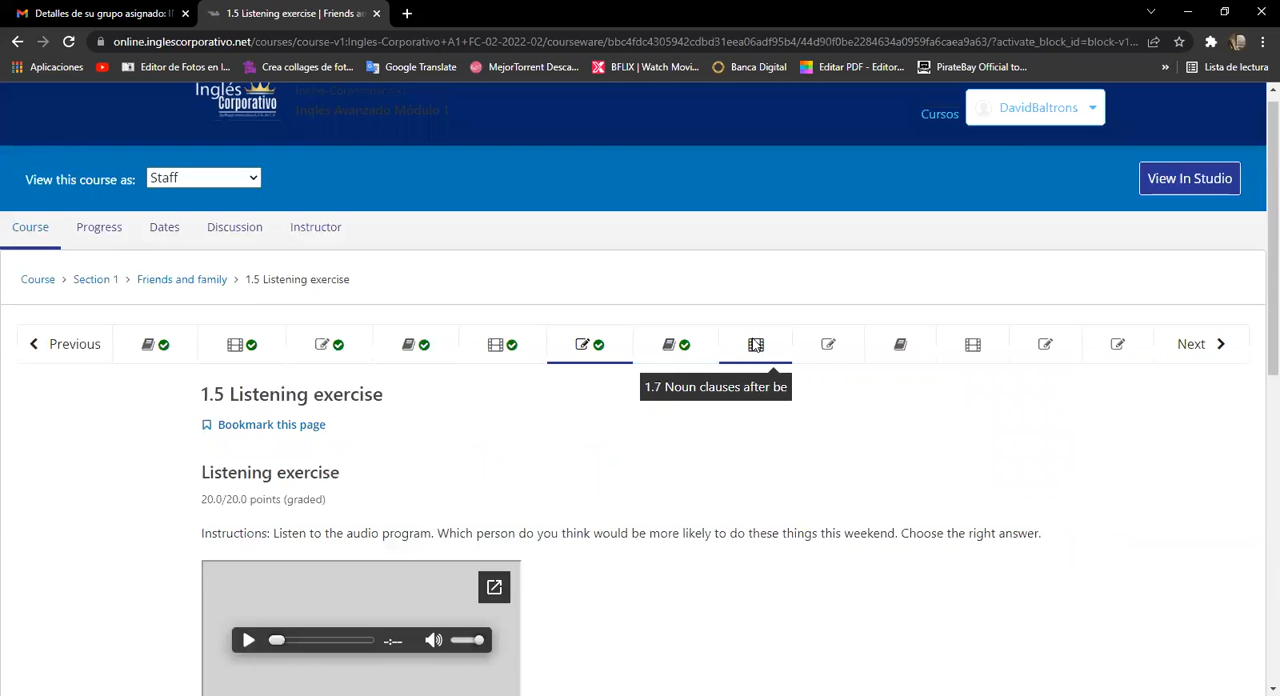 Detalles de su grupo asignado: If
1.5 Listening exercise | Friends an
online.inglescorporativo.net/courses/course-v1:Ingles-Corporativo+A1+FC-02-2022-02/courseware/bbc4fdc4305942cdbd31eea06adf95b4/44d90f0be2284634a0959fa6caea9a63/?activate_block_id=block-v1...
Aplicaciones
Editor de Fotos en l...
Crea collages de fot...
Google Translate
MejorTorrent Desca...
BFLIX | Watch Movi...
Banca Digital
Editar PDF - Editor...
PirateBay Official to...
»
Lista de lectura
Inglés
Corporativo
Inglés Avanzado Módulo 1
Cursos
DavidBaltrons
View this course as:
Staff
View In Studio
Course
Progress
Dates
Discussion
Instructor
Course > Section 1 > Friends and family > 1.5 Listening exercise
Previous
Next
1.7 Noun clauses after be
1.5 Listening exercise
Bookmark this page
Listening exercise
20.0/20.0 points (graded)
Instructions: Listen to the audio program. Which person do you think would be more likely to do these things this weekend. Choose the right answer.
-:--